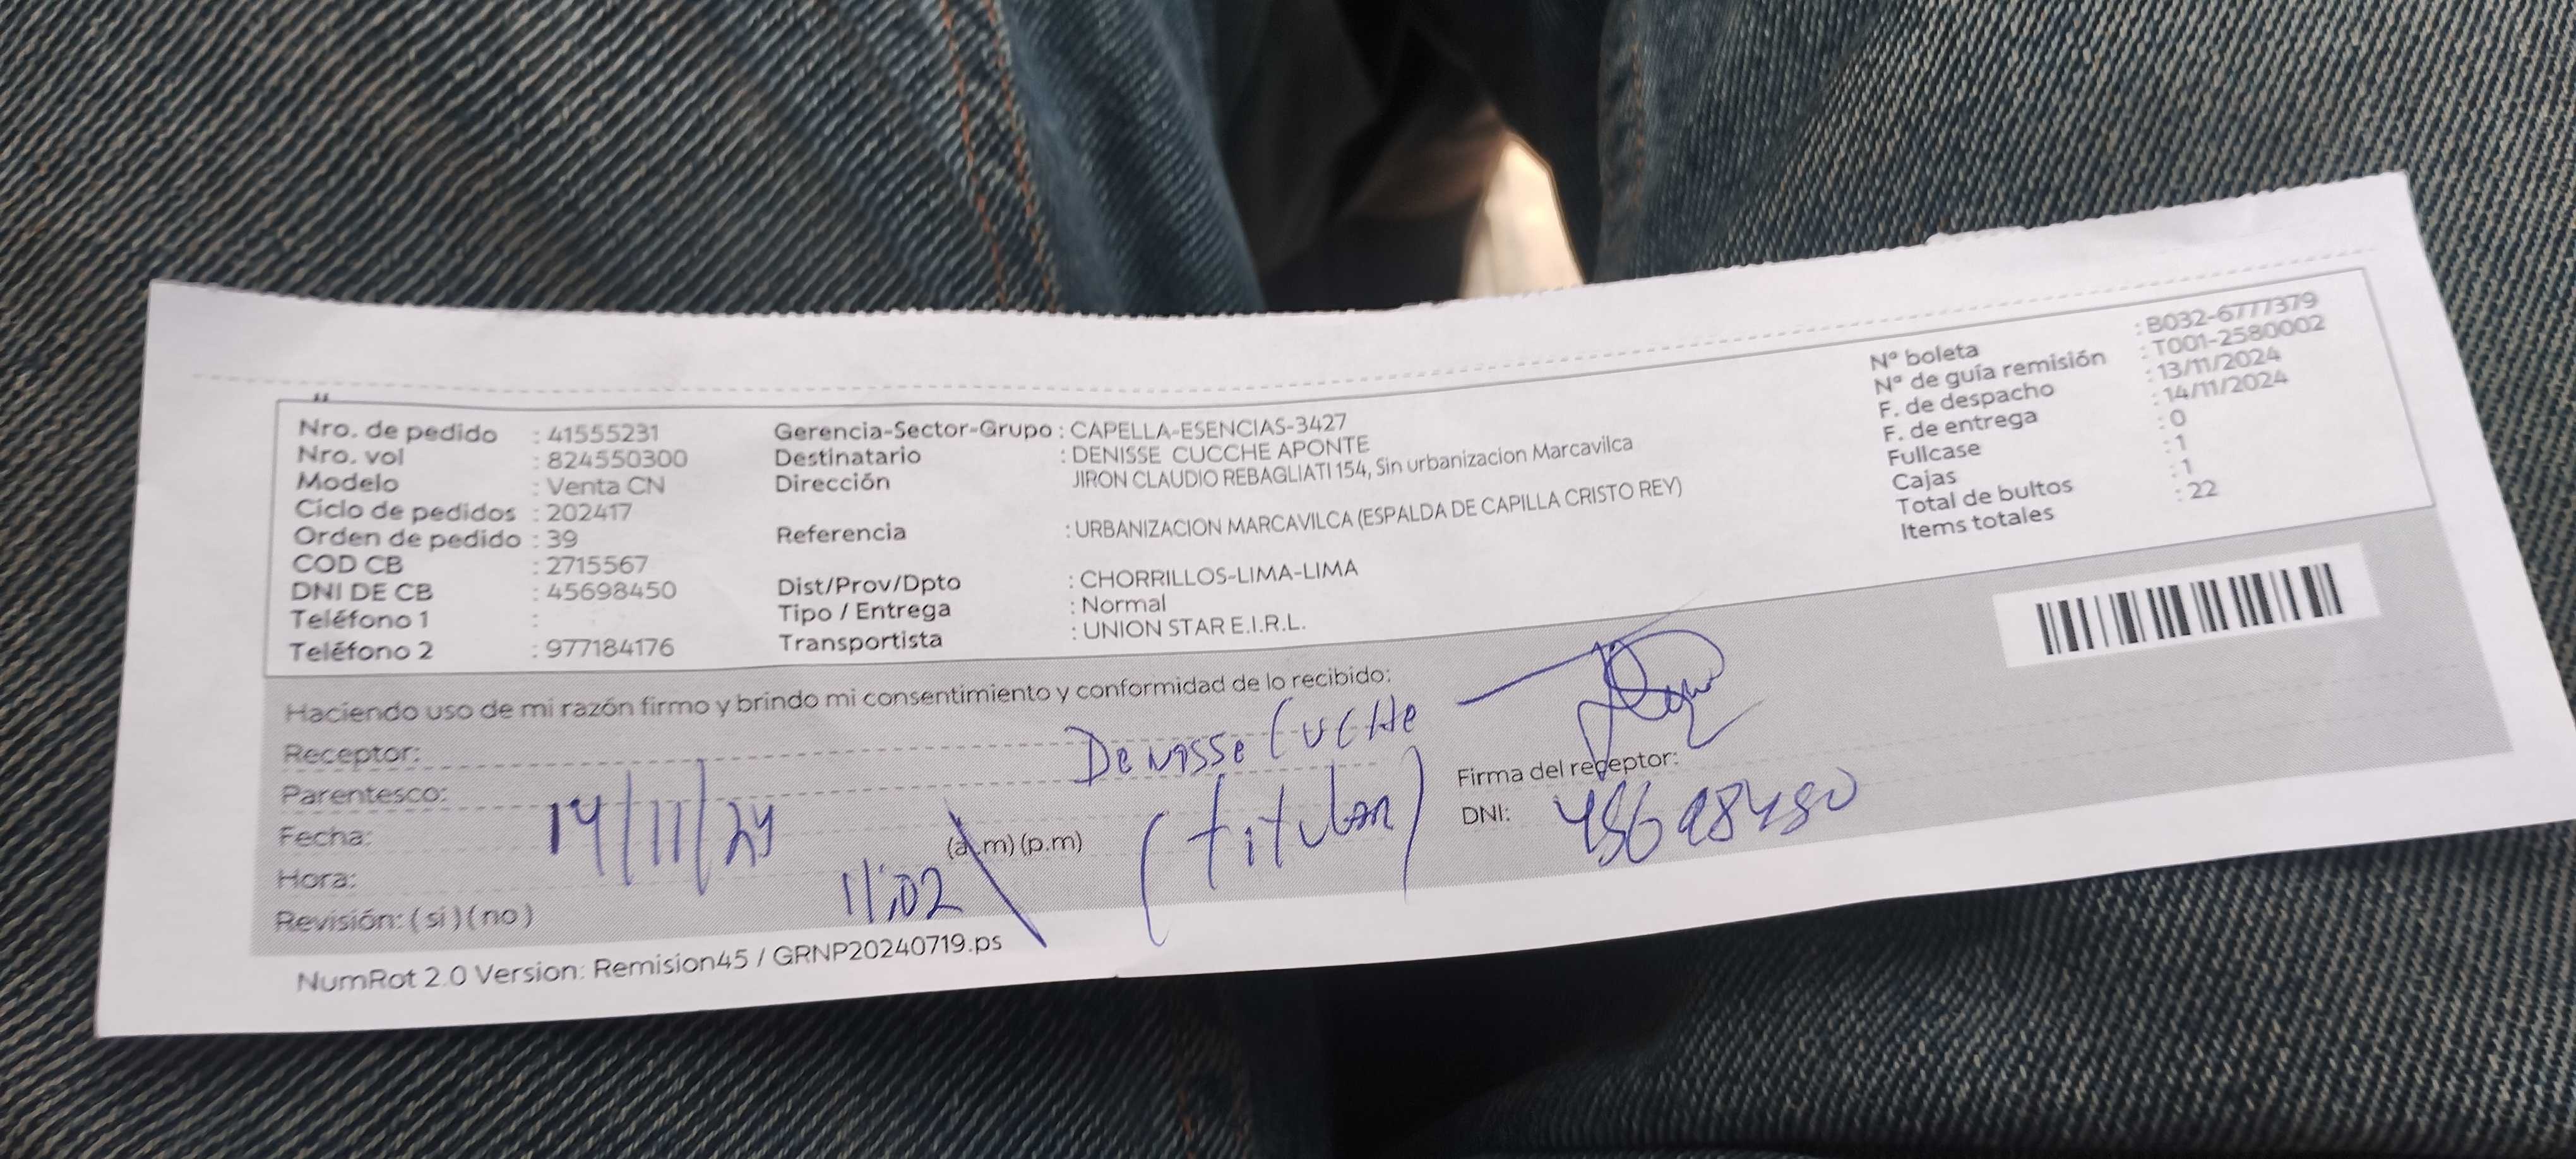 Nro. de pedido : 41555231
Nro. vol : 824550300
Modelo : Venta CN
Ciclo de pedidos : 202417
Orden de pedido : 39
COD CB : 2715567
DNI DE CB : 45698450
Teléfono 1 :
Teléfono 2 : 977184176
Gerencia-Sector-Grupo : CAPELLA-ESENCIAS-3427
Destinatario : DENISSE CUCCHE APONTE
Dirección JIRON CLAUDIO REBAGLIATI 154, Sin urbanizacion Marcavilca
Referencia : URBANIZACION MARCAVILCA (ESPALDA DE CAPILLA CRISTO REY)
Dist/Prov/Dpto : CHORRILLOS-LIMA-LIMA
Tipo / Entrega : Normal
Transportista : UNION STAR E.I.R.L.
N° boleta : B032-6777379
N° de guía remisión : T001-2580002
F. de despacho : 13/11/2024
F. de entrega : 14/11/2024
Fullcase : 0
Cajas : 1
Total de bultos : 1
Items totales : 22
Haciendo uso de mi razón firmo y brindo mi consentimiento y conformidad de lo recibido:
Receptor: Denisse Cucche
Parentesco: (titular)
Fecha: 14/11/24
Hora: 11:02 (a.m) (p.m)
Revisión: ( si ) ( no )
Firma del receptor:
DNI: 45698450
NumRot 2.0 Version: Remision45 / GRNP20240719.ps